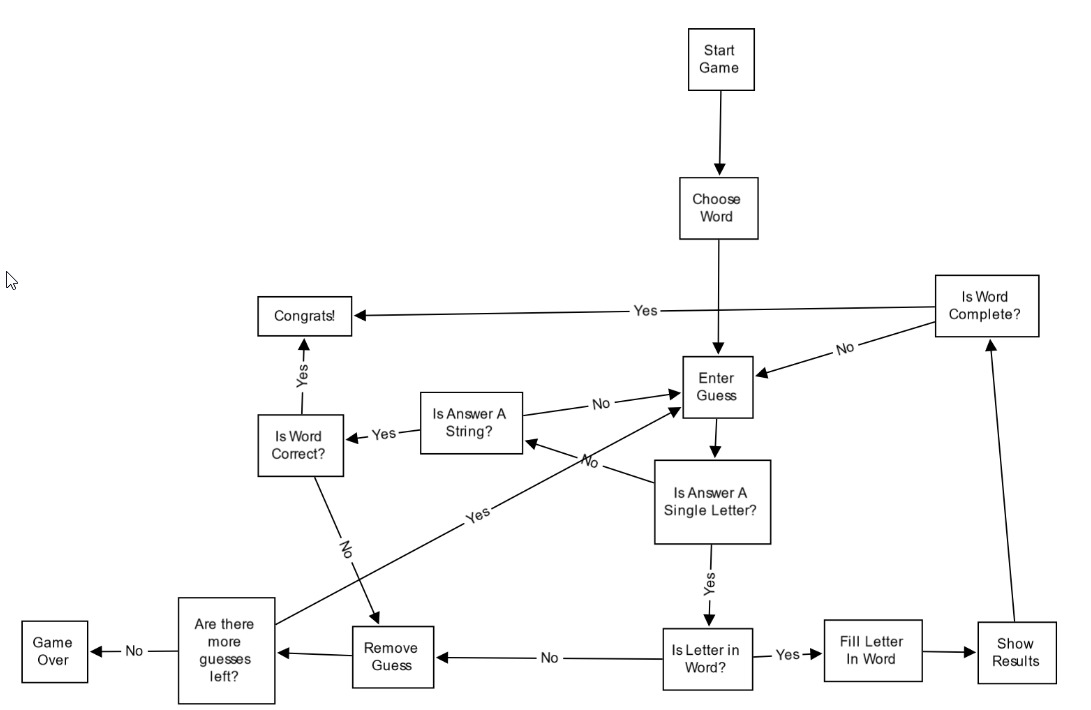 Start
Game
Choose
Word
Is Word
Complete?
Congrats!
Yes
No
Enter
Guess
Yes
Is Answer A
String?
No
Is Word
Correct?
Yes
No
Is Answer A
Single Letter?
Yes
No
Yes
Are there
more
guesses
left?
Game
Over
No
Remove
Guess
No
Is Letter in
Word?
Yes
Fill Letter
In Word
Show
Results